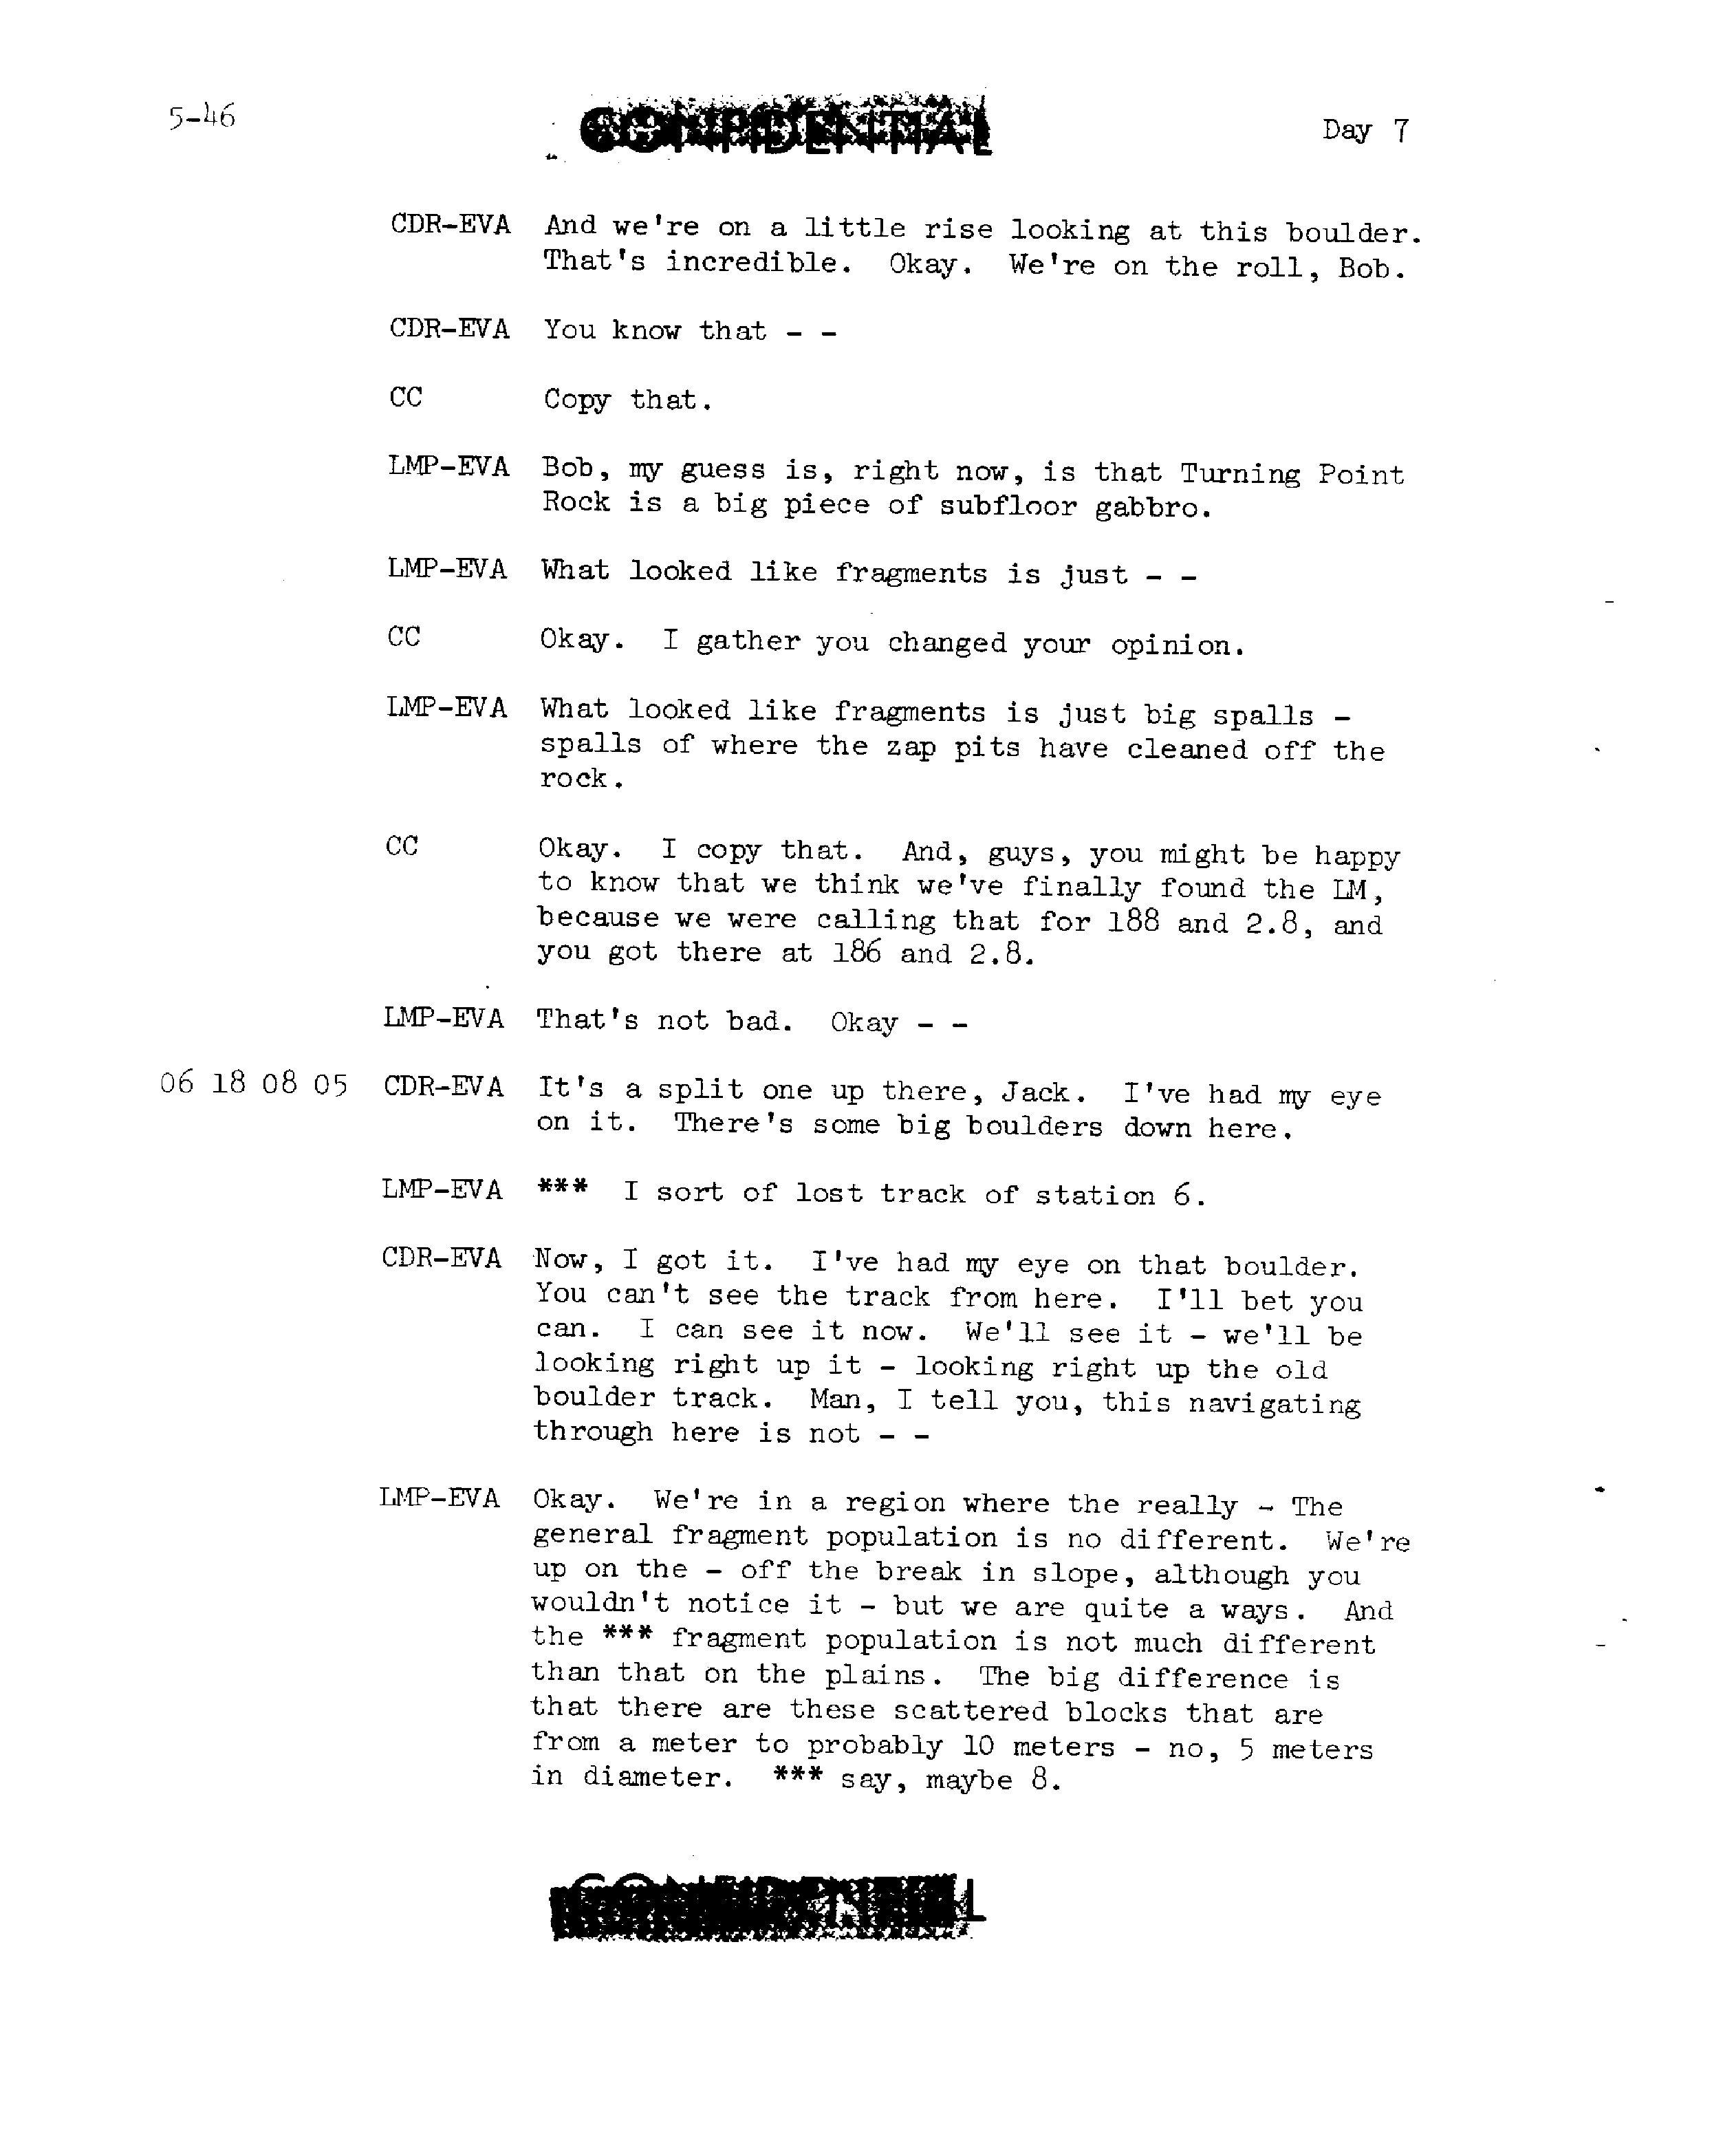 5-46
CONFIDENTIAL
Day 7
CDR-EVA And we're on a little rise looking at this boulder.
That's incredible. Okay. We're on the roll, Bob.
CDR-EVA You know that - -
CC Copy that.
LMP-EVA Bob, my guess is, right now, is that Turning Point
Rock is a big piece of subfloor gabbro.
LMP-EVA What looked like fragments is just - -
CC Okay. I gather you changed your opinion.
LMP-EVA What looked like fragments is just big spalls -
spalls of where the zap pits have cleaned off the
rock.
CC Okay. I copy that. And, guys, you might be happy
to know that we think we've finally found the LM,
because we were calling that for 188 and 2.8, and
you got there at 186 and 2.8.
LMP-EVA That's not bad. Okay - -
06 18 08 05 CDR-EVA It's a split one up there, Jack. I've had my eye
on it. There's some big boulders down here.
LMP-EVA *** I sort of lost track of station 6.
CDR-EVA Now, I got it. I've had my eye on that boulder.
You can't see the track from here. I'll bet you
can. I can see it now. We'll see it - we'll be
looking right up it - looking right up the old
boulder track. Man, I tell you, this navigating
through here is not - -
LMP-EVA Okay. We're in a region where the really - The
general fragment population is no different. We're
up on the - off the break in slope, although you
wouldn't notice it - but we are quite a ways. And
the *** fragment population is not much different
than that on the plains. The big difference is
that there are these scattered blocks that are
from a meter to probably 10 meters - no, 5 meters
in diameter. *** say, maybe 8.
CONFIDENTIAL